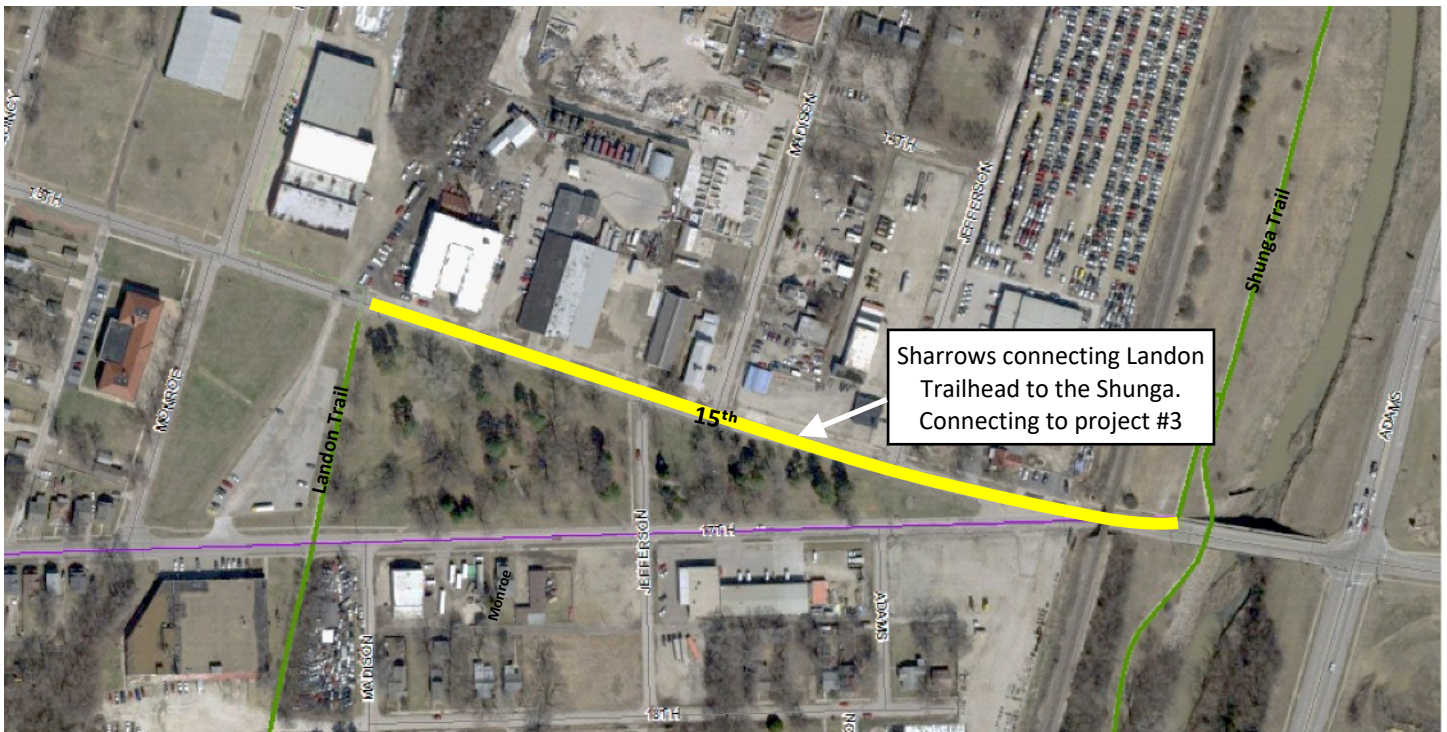 QUINCY
15TH
MONROE
Landon Trail
MADISON
14TH
JEFFERSON
Shunga Trail
ADAMS
Sharrows connecting Landon
Trailhead to the Shunga.
Connecting to project #3
15th
17TH
JEFFERSON
Monroe
MADISON
ADAMS
18TH